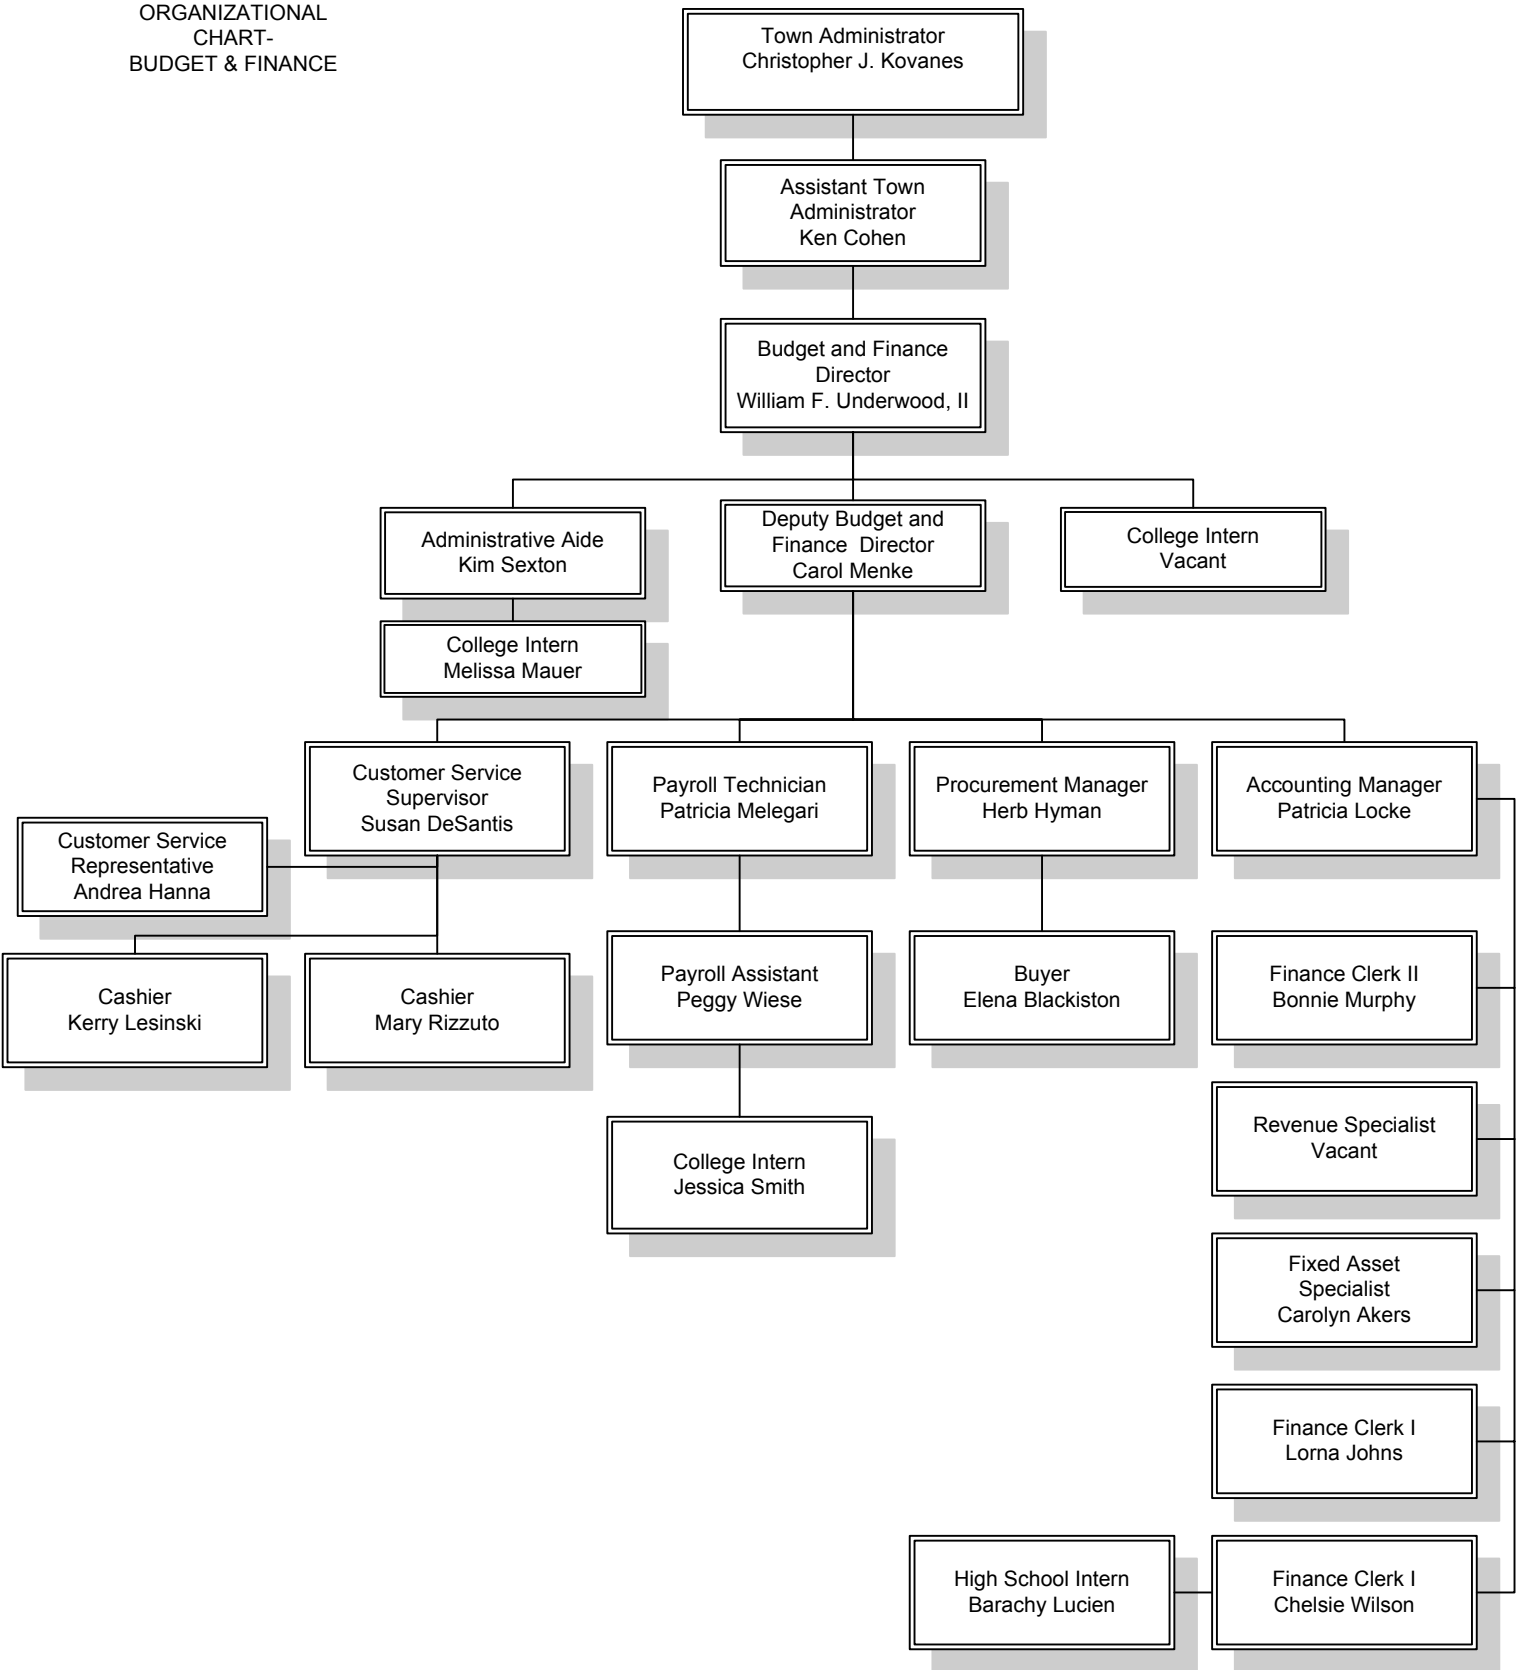 ORGANIZATIONAL
CHART-
BUDGET & FINANCE
Town Administrator
Christopher J. Kovanes
Assistant Town
Administrator
Ken Cohen
Budget and Finance
Director
William F. Underwood, II
Administrative Aide
Kim Sexton
Deputy Budget and
Finance Director
Carol Menke
College Intern
Vacant
College Intern
Melissa Mauer
Customer Service
Supervisor
Susan DeSantis
Payroll Technician
Patricia Melegari
Procurement Manager
Herb Hyman
Accounting Manager
Patricia Locke
Customer Service
Representative
Andrea Hanna
Cashier
Kerry Lesinski
Cashier
Mary Rizzuto
Payroll Assistant
Peggy Wiese
Buyer
Elena Blackiston
Finance Clerk II
Bonnie Murphy
College Intern
Jessica Smith
Revenue Specialist
Vacant
Fixed Asset
Specialist
Carolyn Akers
Finance Clerk I
Lorna Johns
High School Intern
Barachy Lucien
Finance Clerk I
Chelsie Wilson